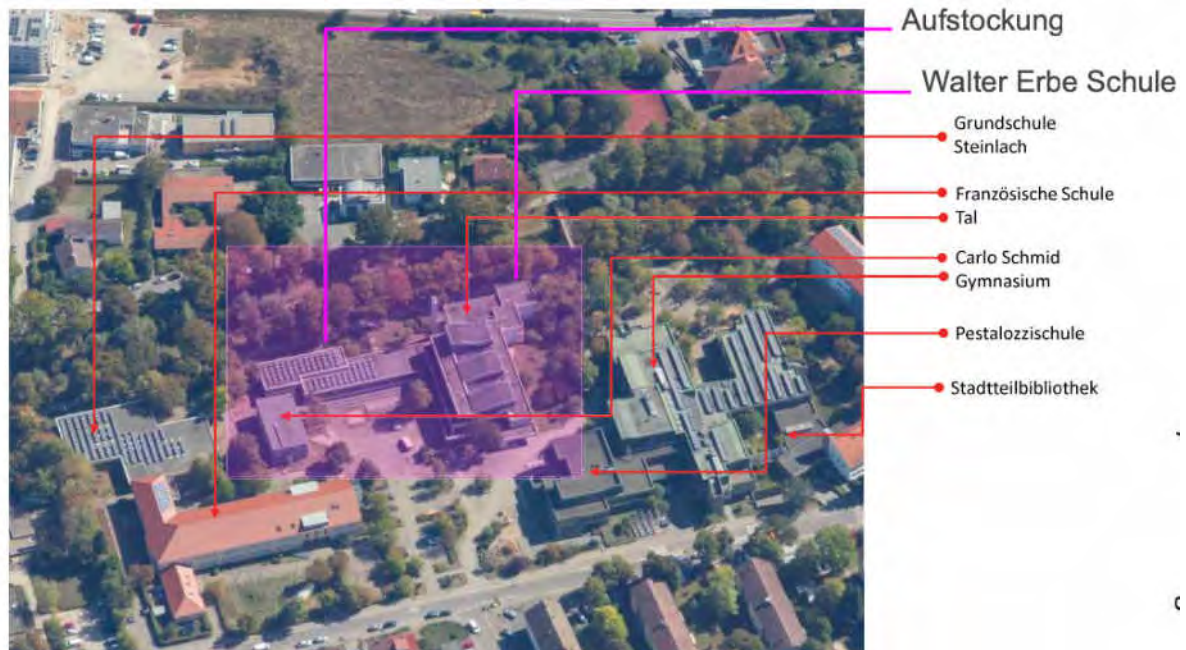 Aufstockung
Walter Erbe Schule
Grundschule
Steinlach
Französische Schule
Tal
Carlo Schmid
Gymnasium
Pestalozzischule
Stadtteilbibliothek